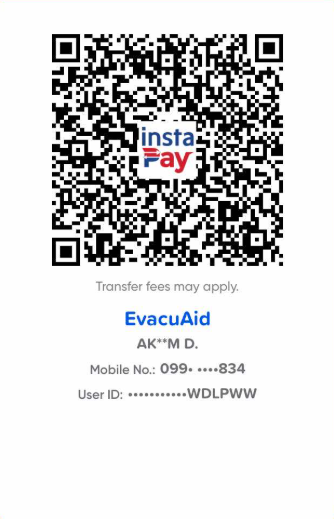 insta
Pay
Transfer fees may apply.
EvacuAid
AK**M D.
Mobile No.: 099• ••••834
User ID: •••••••••••WDLPWW